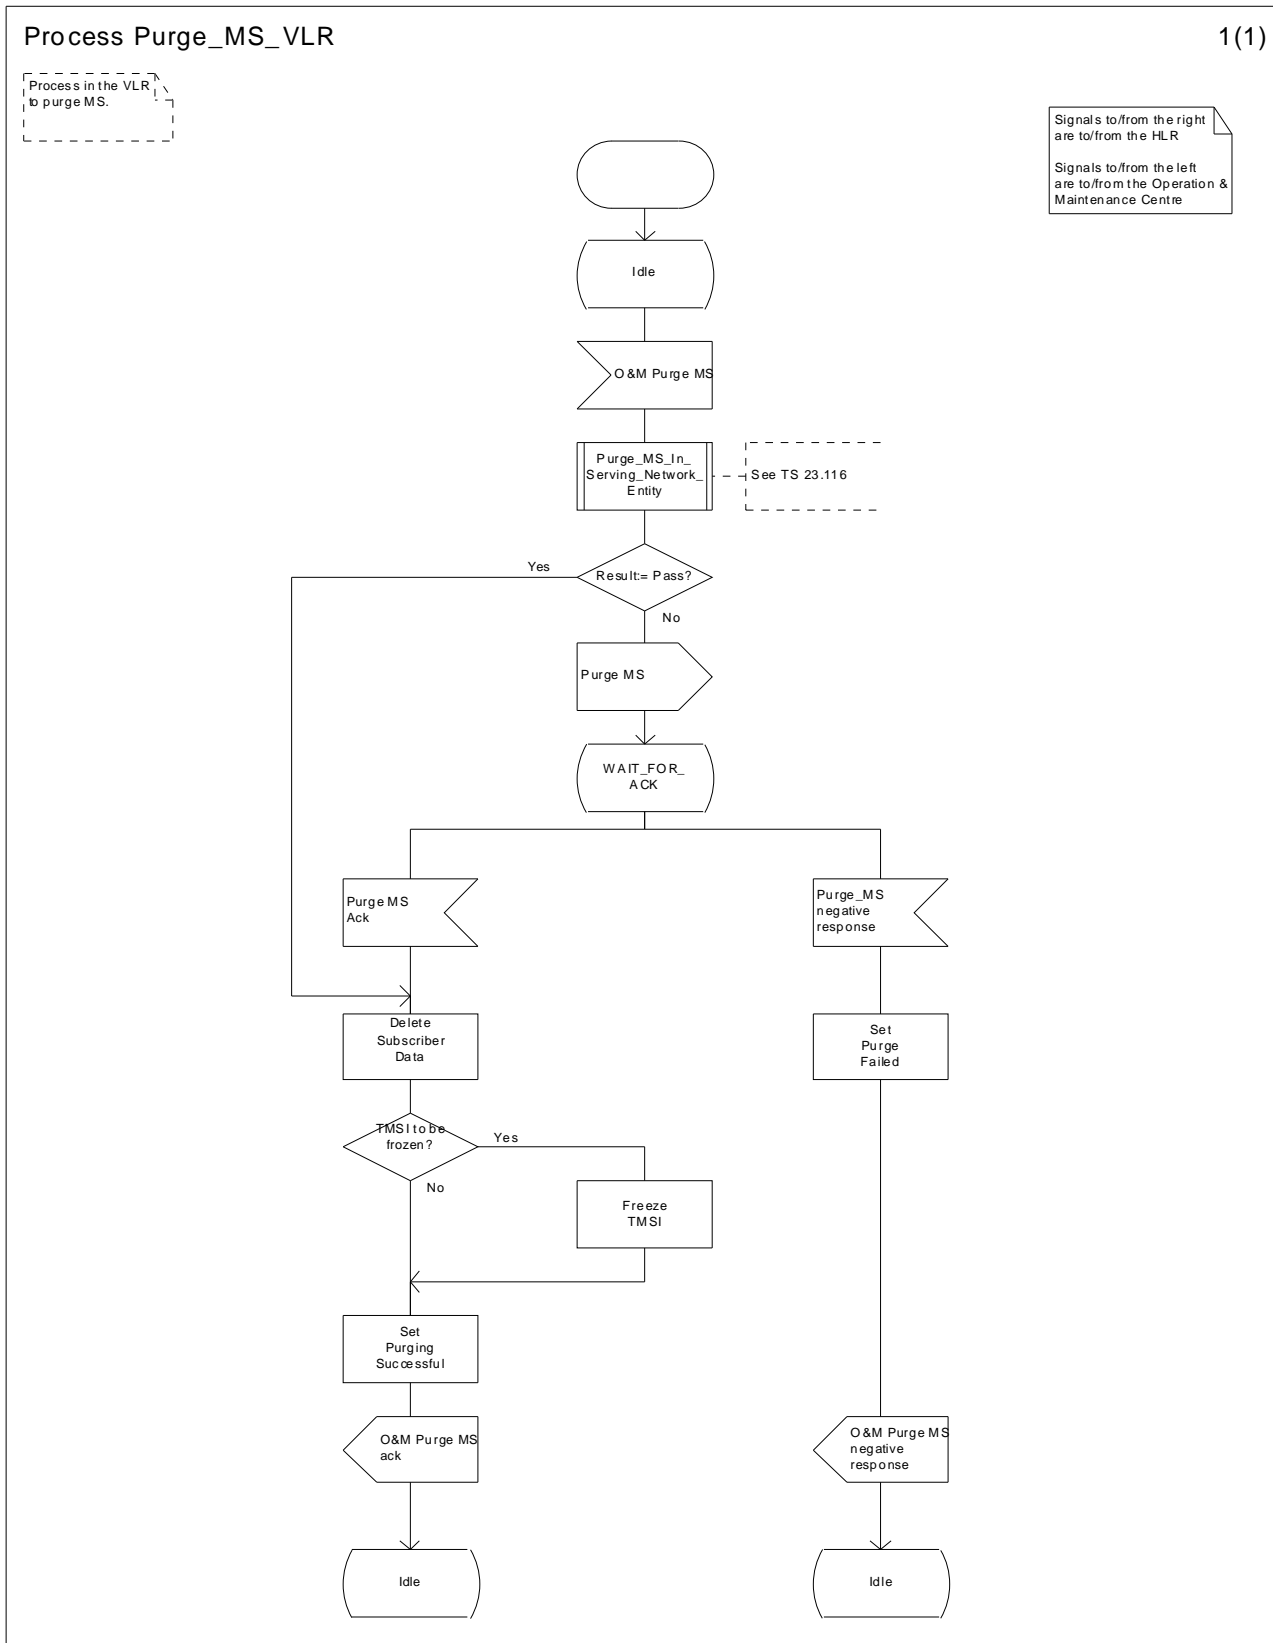 Process Purge_MS_VLR
1(1)
Process in the VLR
to purge MS.
Signals to/from the right
are to/from the HLR
Signals to/from the left
are to/from the Operation &
Maintenance Centre
Idle
O&M Purge MS
Purge_MS_In_
Serving_Network_
Entity
See TS 23.116
Yes
Result:= Pass?
No
Purge MS
WAIT_FOR_
ACK
Purge MS
Ack
Purge_MS
negative
response
Delete
Subscriber
Data
Set
Purge
Failed
TMSI to be
frozen?
Yes
No
Freeze
TMSI
Set
Purging
Successful
O&M Purge MS
ack
O&M Purge MS
negative
response
Idle
Idle